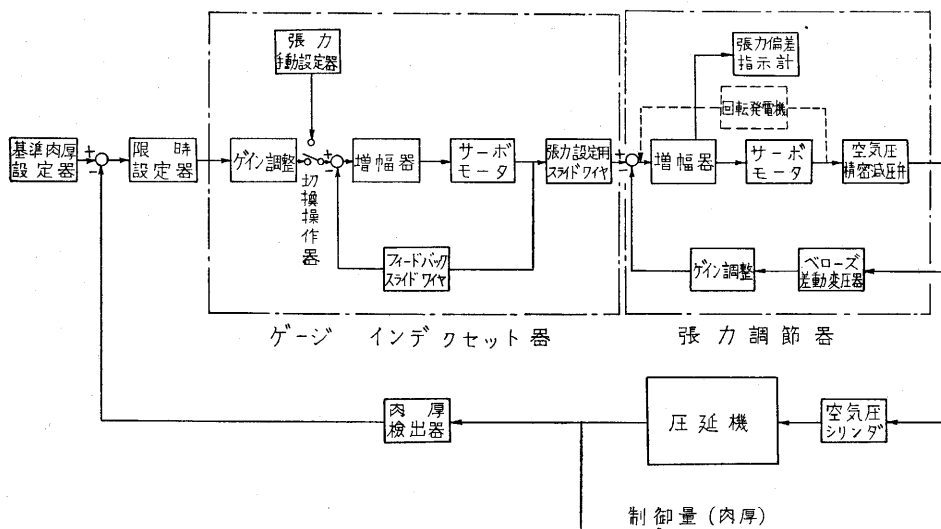 張力
手動設定器
張力偏差
指示計
回転発電機
基準肉厚
設定器
+
-
限時
設定器
ゲイン調整
切換操作器
+
-
増幅器
サーボ
モータ
張力設定用
スライドワイヤ
+
-
増幅器
サーボ
モータ
空気圧
精密減圧弁
フィードバック
スライドワイヤ
ゲイン調整
ベローズ
差動変圧器
ゲージ インデクセット器
張力調節器
肉厚
検出器
圧延機
空気圧
シリンダ
制御量(肉厚)